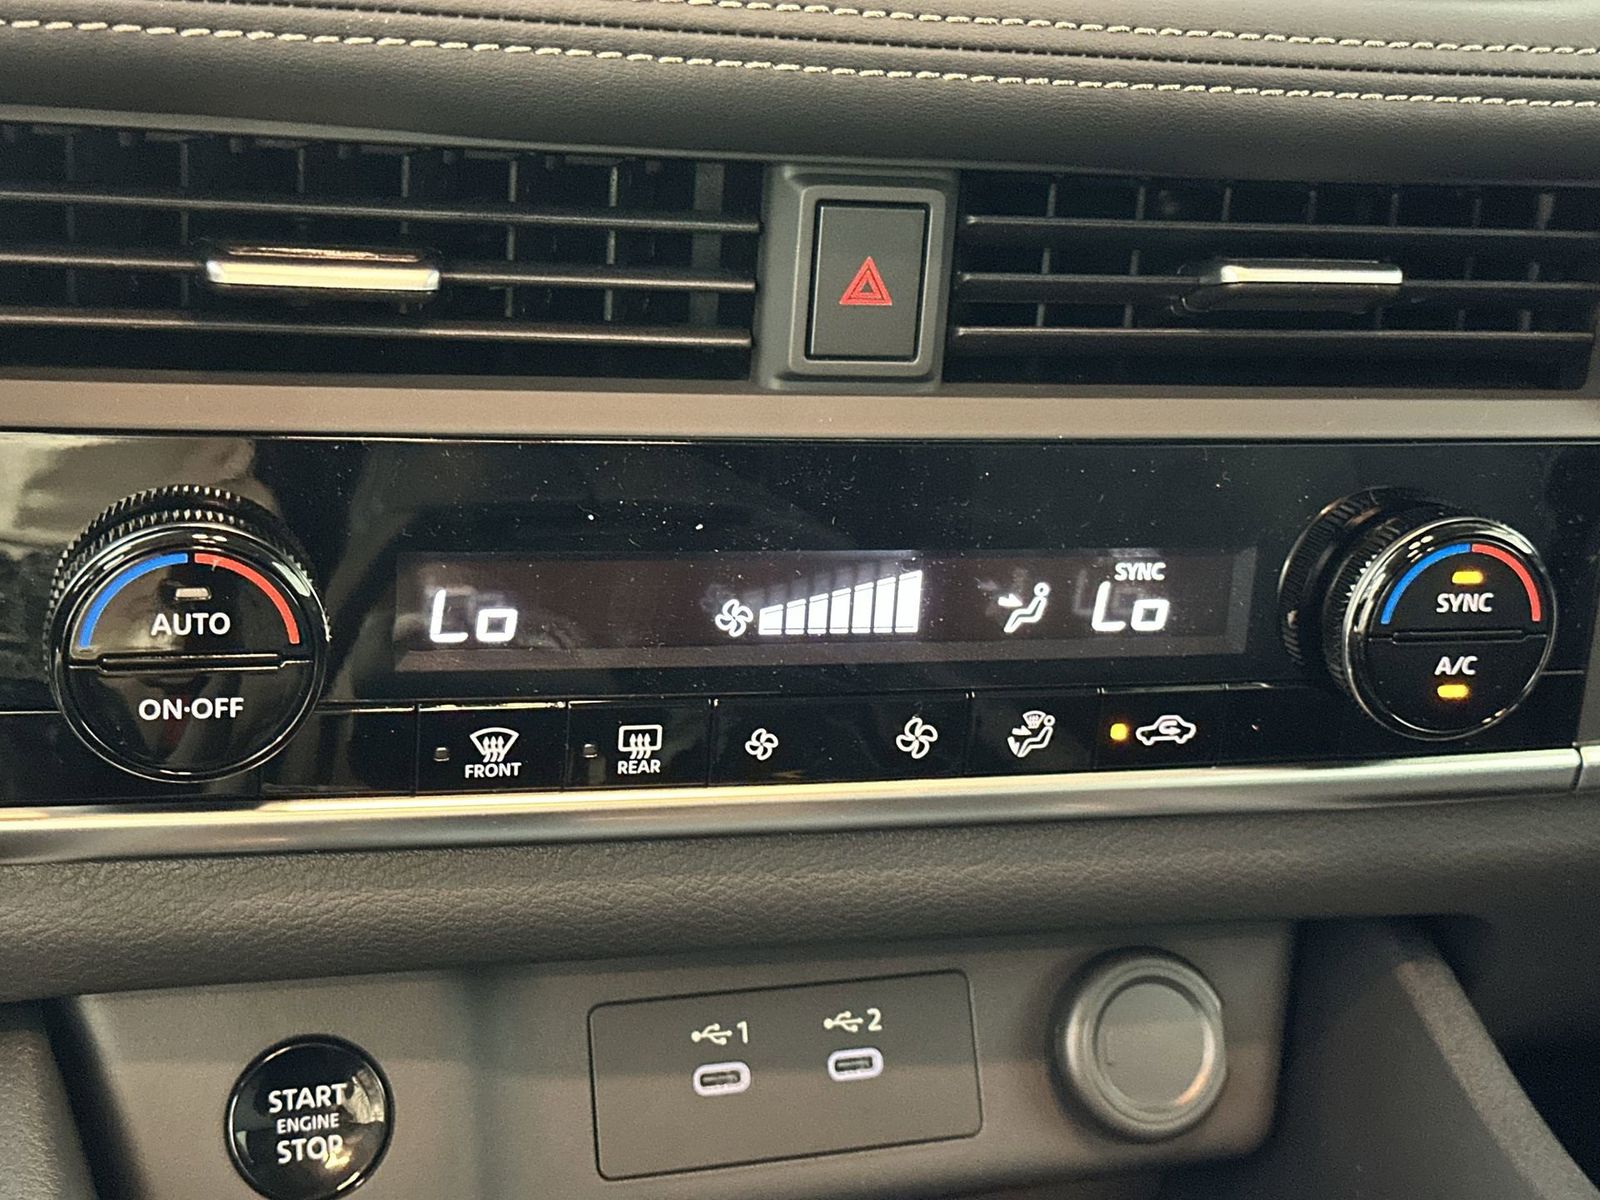 SYNC
Lo
Lo
AUTO
ON·OFF
SYNC
A/C
FRONT
REAR
1
2
START
ENGINE
STOP